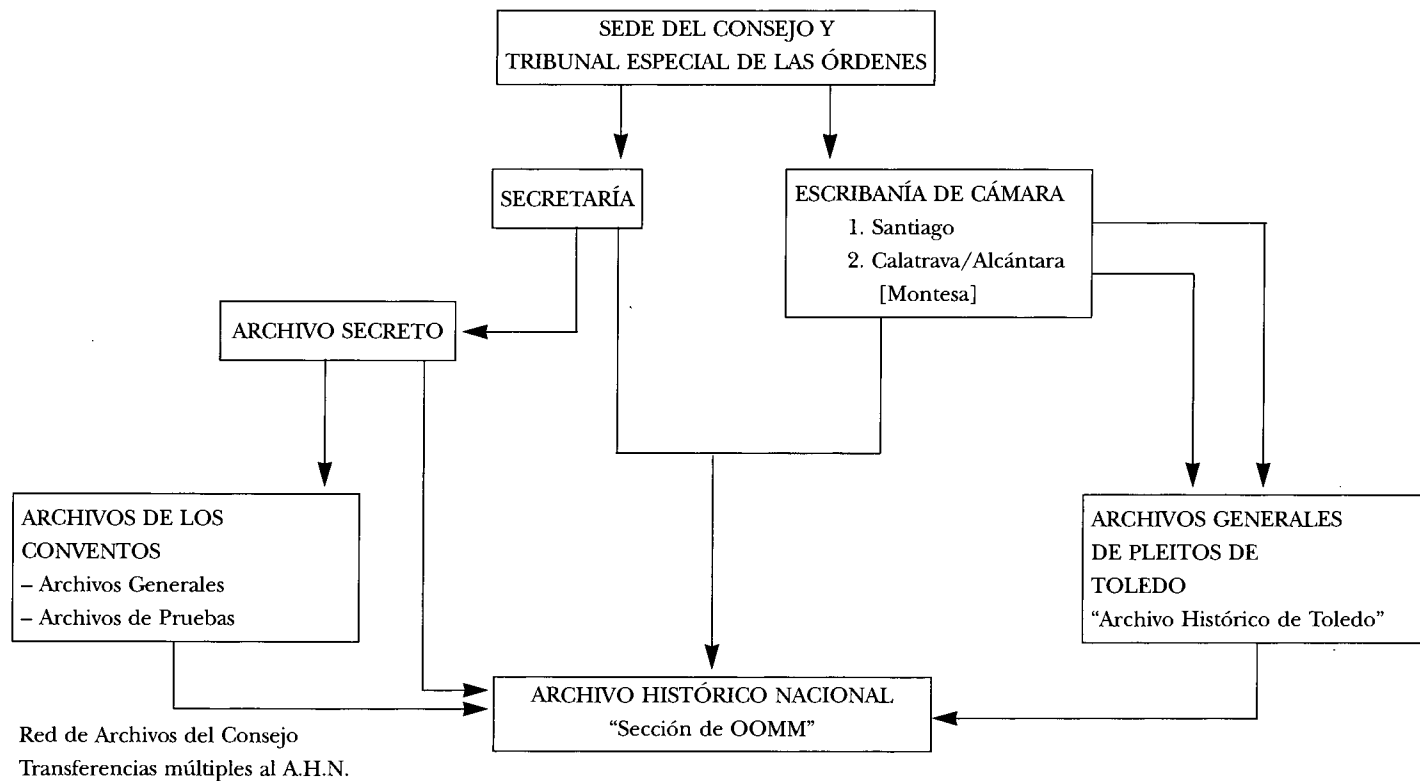 SEDE DEL CONSEJO Y
TRIBUNAL ESPECIAL DE LAS ÓRDENES
SECRETARÍA
ESCRIBANÍA DE CÁMARA
1. Santiago
2. Calatrava/Alcántara
[Montesa]
ARCHIVO SECRETO
ARCHIVOS DE LOS
CONVENTOS
– Archivos Generales
– Archivos de Pruebas
ARCHIVOS GENERALES
DE PLEITOS DE
TOLEDO
“Archivo Histórico de Toledo”
ARCHIVO HISTÓRICO NACIONAL
“Sección de OOMM”
Red de Archivos del Consejo
Transferencias múltiples al A.H.N.